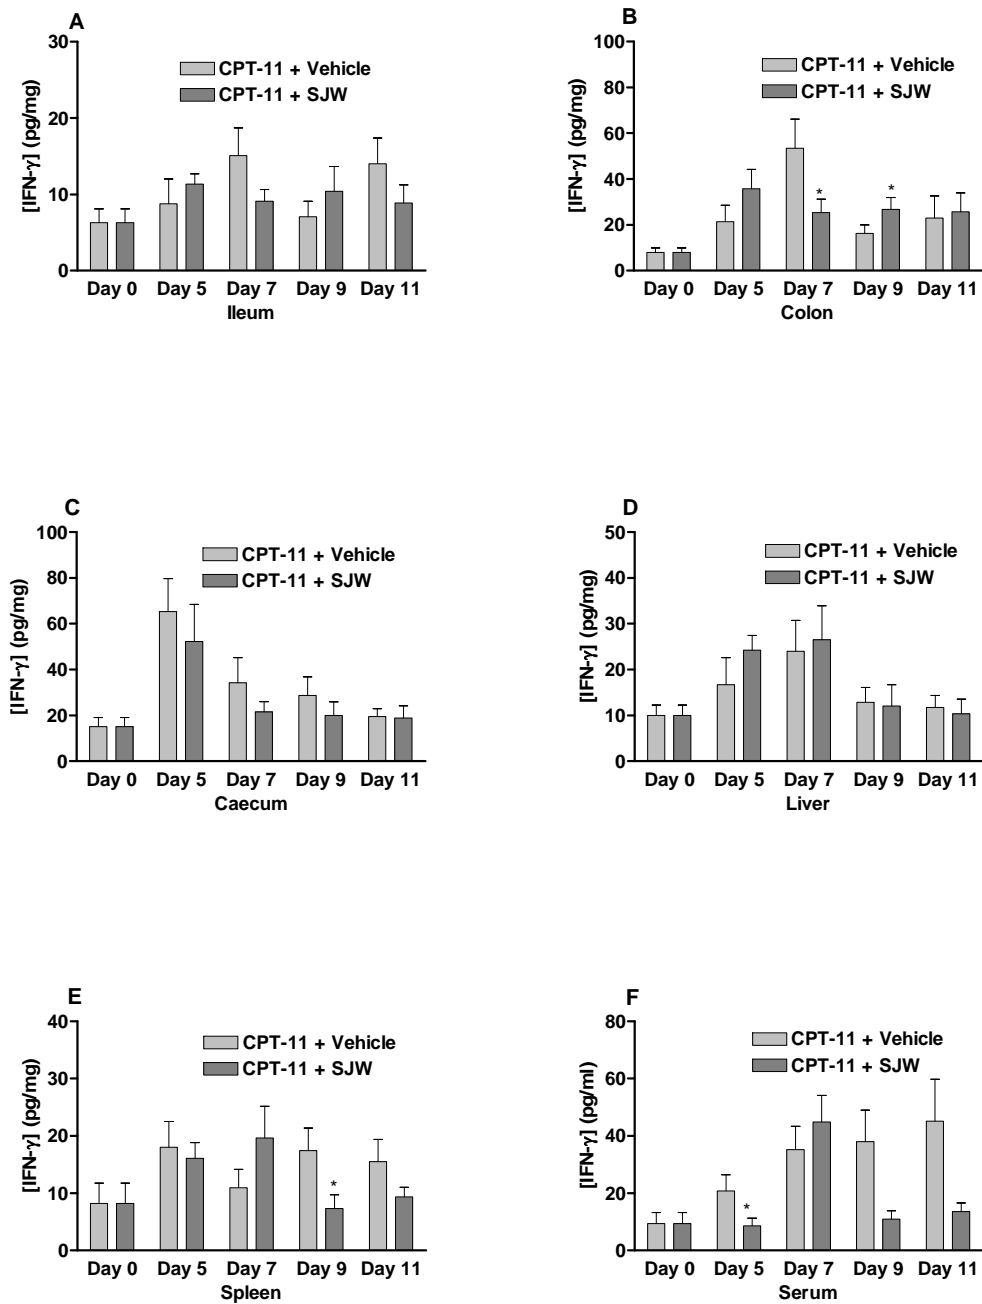 A
30
20
10
0
[IFN-γ] (pg/mg)
CPT-11 + Vehicle
CPT-11 + SJW
Day 0 Day 5 Day 7 Day 9 Day 11
Ileum
B
100
80
60
40
20
0
[IFN-γ] (pg/mg)
CPT-11 + Vehicle
CPT-11 + SJW
*
*
Day 0 Day 5 Day 7 Day 9 Day 11
Colon
C
100
80
60
40
20
0
[IFN-γ] (pg/mg)
CPT-11 + Vehicle
CPT-11 + SJW
Day 0 Day 5 Day 7 Day 9 Day 11
Caecum
D
50
40
30
20
10
0
[IFN-γ] (pg/mg)
CPT-11 + Vehicle
CPT-11 + SJW
Day 0 Day 5 Day 7 Day 9 Day 11
Liver
E
40
30
20
10
0
[IFN-γ] (pg/mg)
CPT-11 + Vehicle
CPT-11 + SJW
*
Day 0 Day 5 Day 7 Day 9 Day 11
Spleen
F
80
60
40
20
0
[IFN-γ] (pg/ml)
CPT-11 + Vehicle
CPT-11 + SJW
*
Day 0 Day 5 Day 7 Day 9 Day 11
Serum